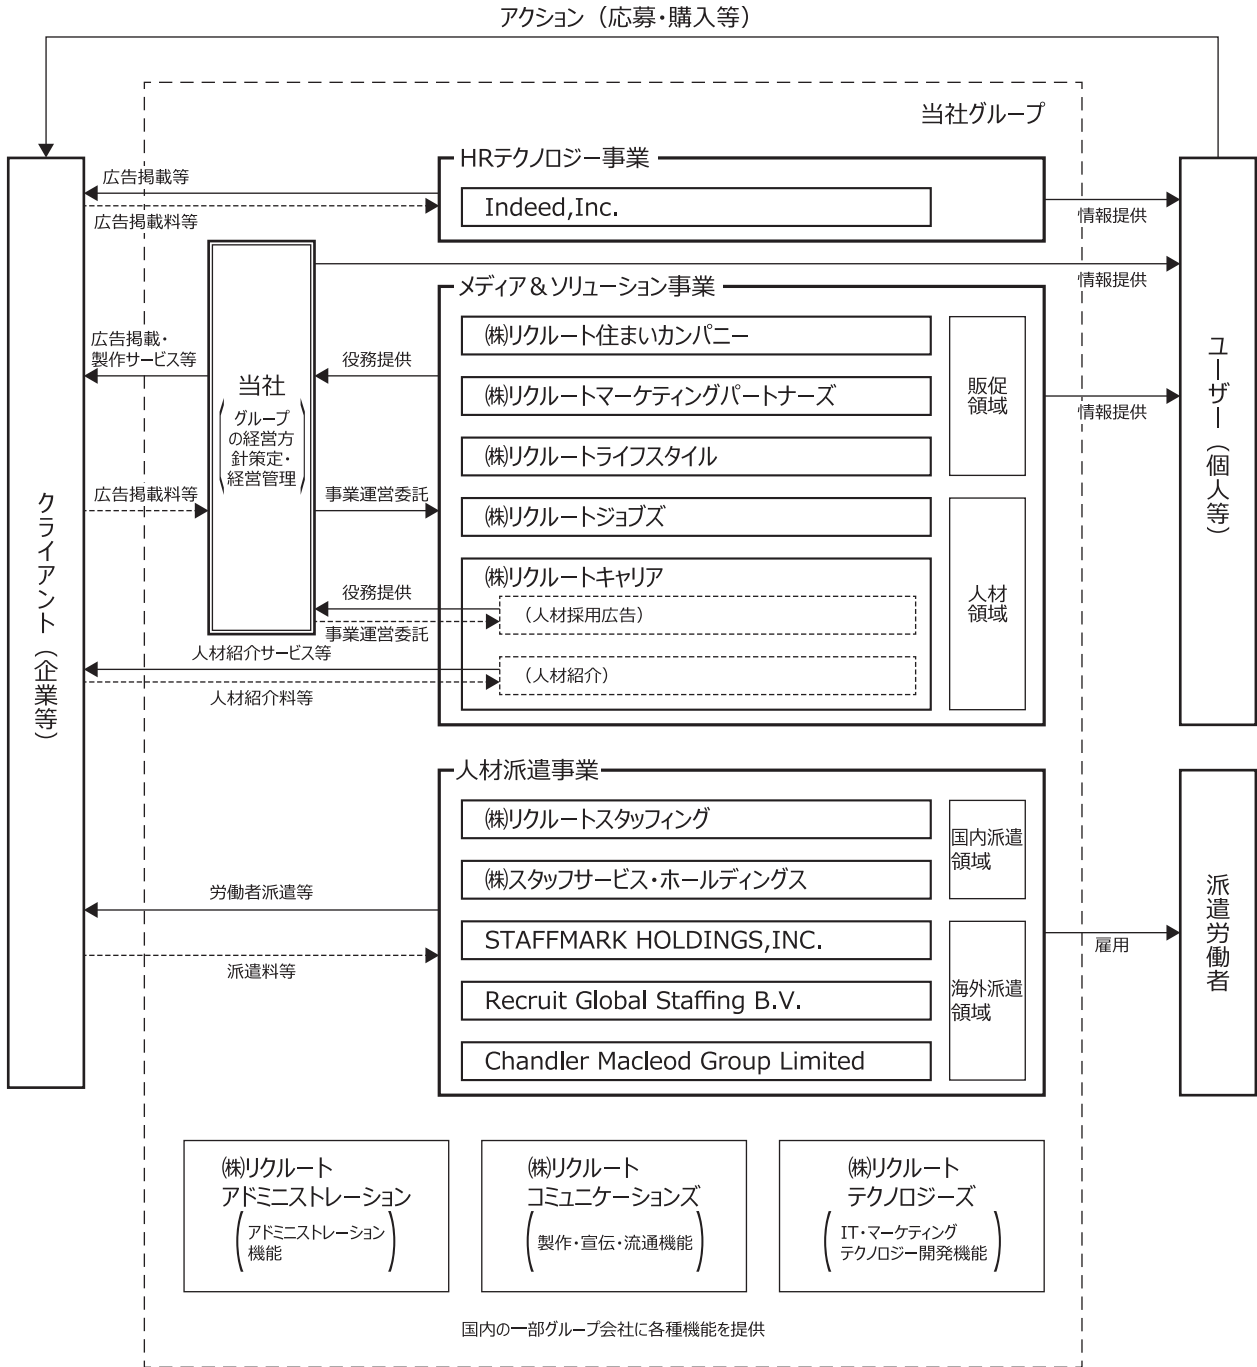 アクション（応募・購入等）
当社グループ
HRテクノロジー事業
広告掲載等
Indeed,Inc.
広告掲載料等
情報提供
情報提供
メディア＆ソリューション事業
㈱リクルート住まいカンパニー
広告掲載・
製作サービス等
役務提供
当社
グループ
の経営方
針策定・
経営管理
㈱リクルートマーケティングパートナーズ
販促
領域
情報提供
㈱リクルートライフスタイル
広告掲載料等
事業運営委託
㈱リクルートジョブズ
㈱リクルートキャリア
役務提供
（人材採用広告）
事業運営委託
人材領域
人材紹介サービス等
（人材紹介）
人材紹介料等
クライアント（企業等）
ユーザー（個人等）
人材派遣事業
㈱リクルートスタッフィング
国内派遣
領域
㈱スタッフサービス・ホールディングス
労働者派遣等
STAFFMARK HOLDINGS,INC.
雇用
派遣料等
海外派遣
領域
Recruit Global Staffing B.V.
Chandler Macleod Group Limited
派遣労働者
㈱リクルート
アドミニストレーション
アドミニストレーション
機能
㈱リクルート
コミュニケーションズ
製作・宣伝・流通機能
㈱リクルート
テクノロジーズ
IT・マーケティング
テクノロジー開発機能
国内の一部グループ会社に各種機能を提供